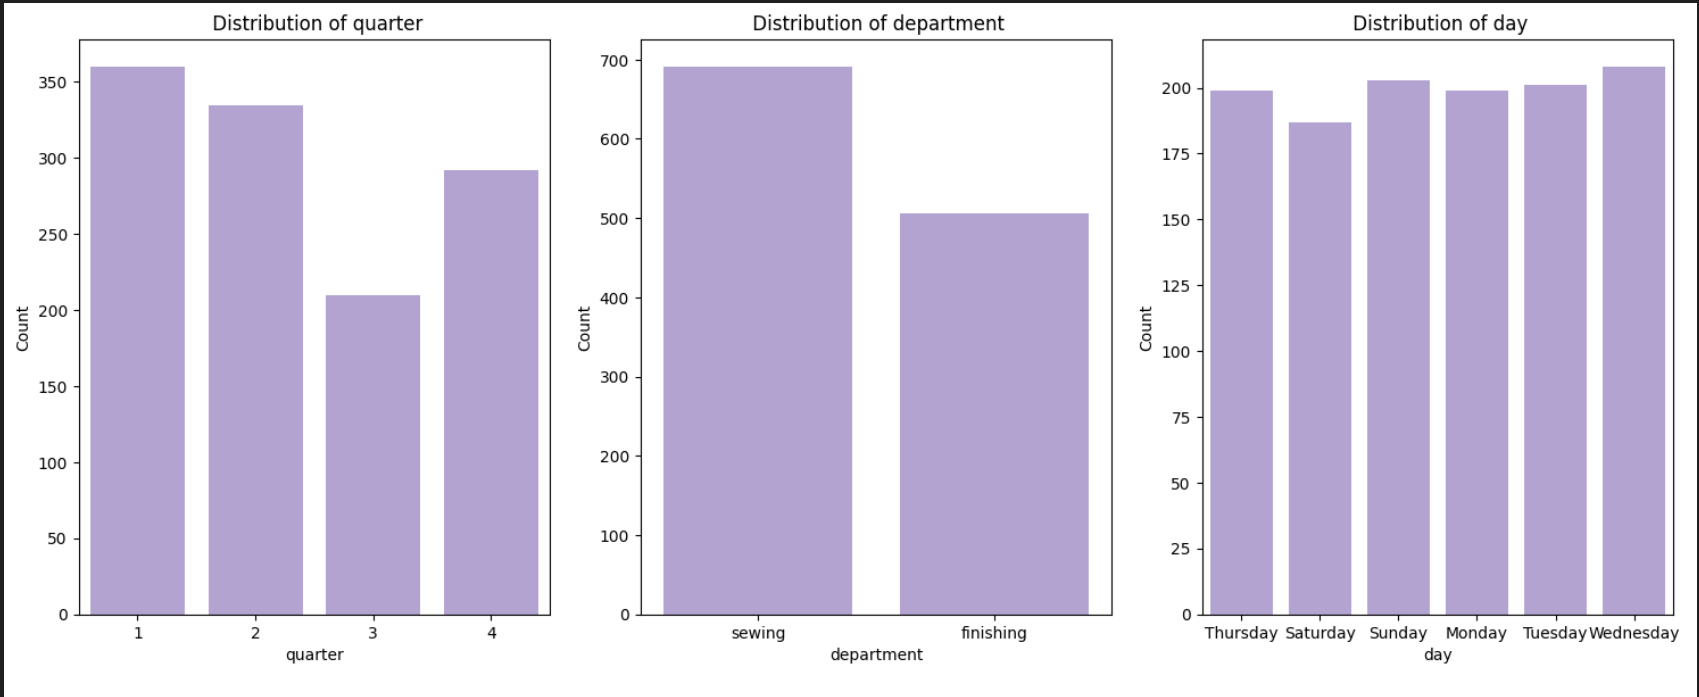 Distribution of quarter
Count
350
300
250
200
150
100
50
0
1 2 3 4
quarter
Distribution of department
Count
700
600
500
400
300
200
100
0
sewing finishing
department
Distribution of day
Count
200
175
150
125
100
75
50
25
0
Thursday Saturday Sunday Monday Tuesday Wednesday
day